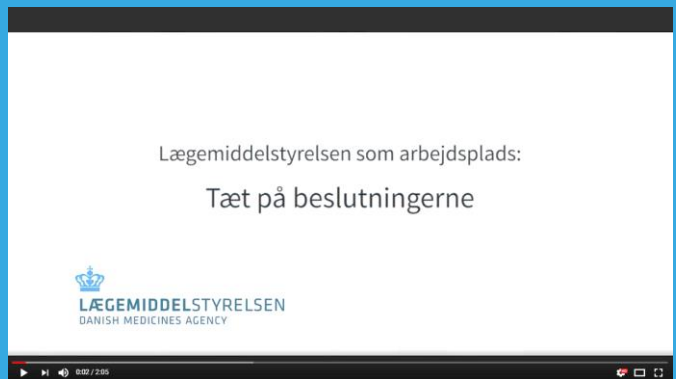 Lægemiddelstyrelsen som arbejdsplads:
Tæt på beslutningerne
LÆGEMIDDELSTYRELSEN
DANISH MEDICINES AGENCY
0:02 / 2:05